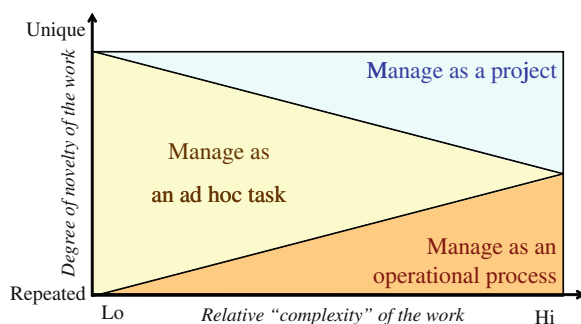 Unique
Manage as a project
Degree of novelty of the work
Manage as
an ad hoc task
Manage as an
operational process
Repeated
Lo
Relative “complexity” of the work
Hi